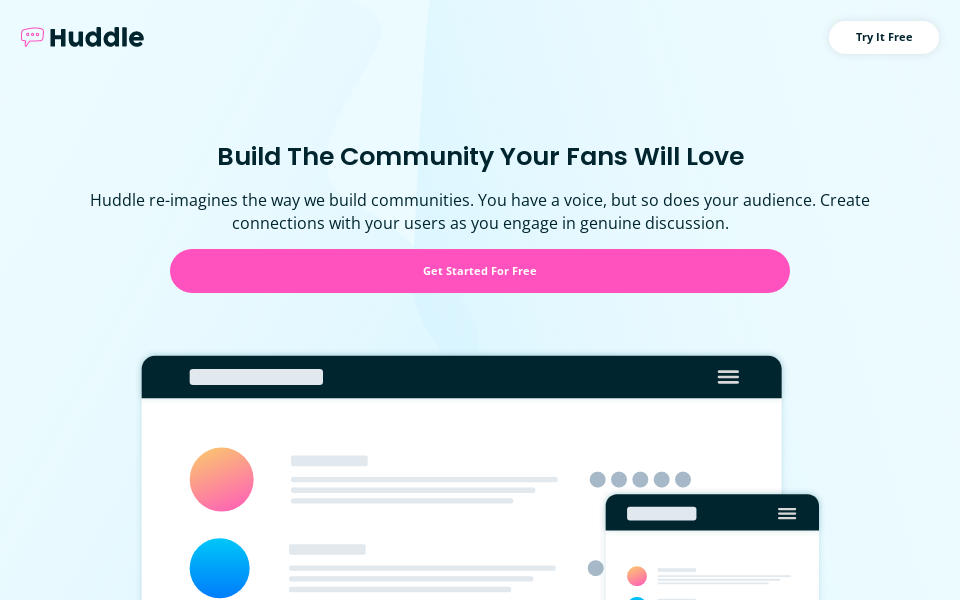 Huddle
Try It Free
Build The Community Your Fans Will Love
Huddle re-imagines the way we build communities. You have a voice, but so does your audience. Create
connections with your users as you engage in genuine discussion.
Get Started For Free